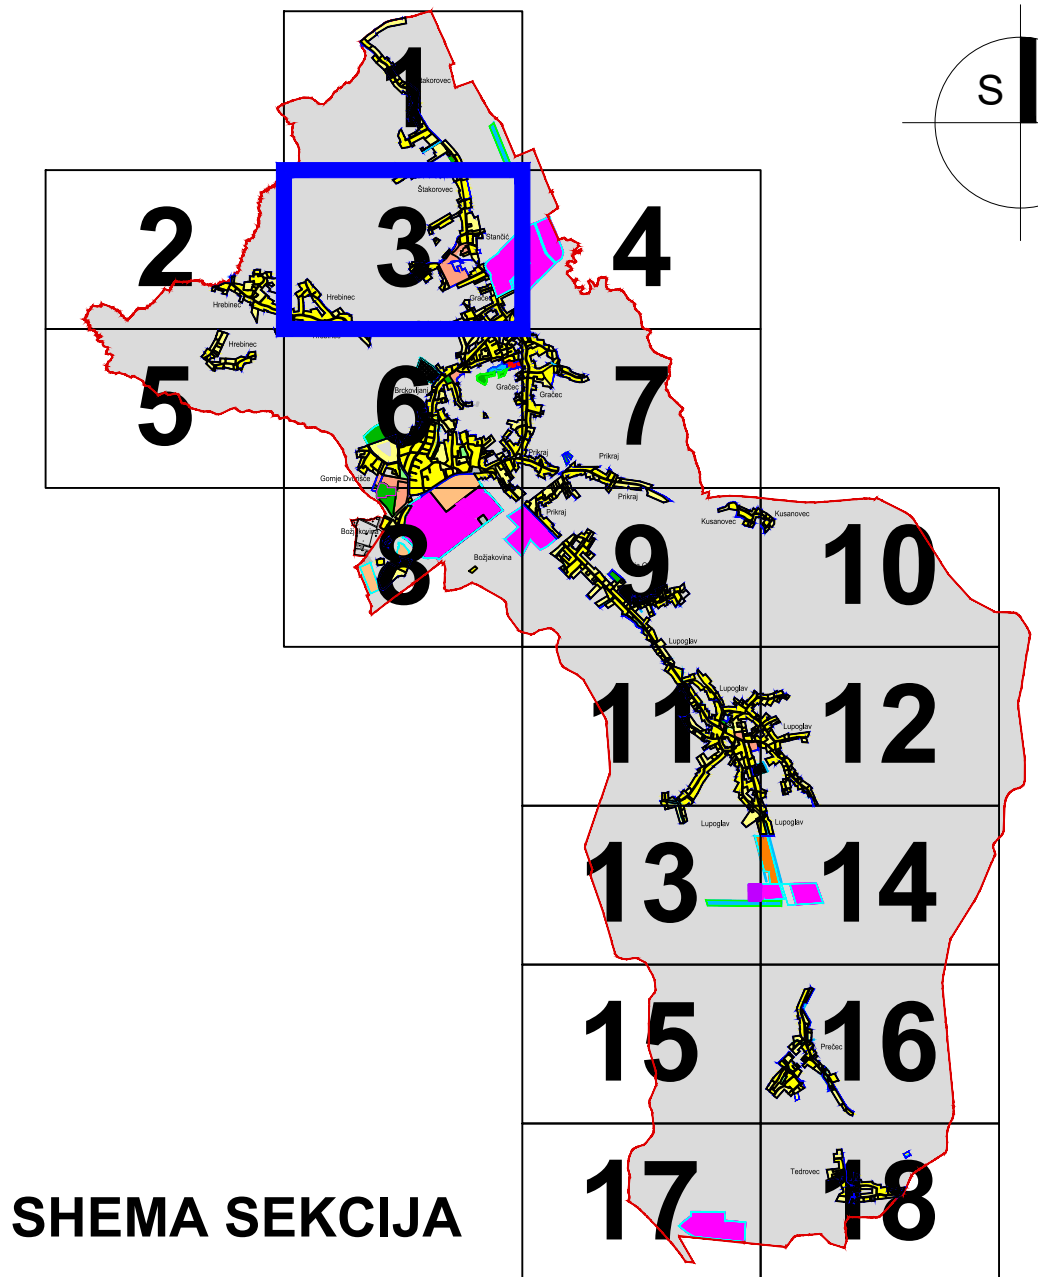 1
Štakorovec
S
Štakorovec
2
3
4
Stančić
Hrebinec
Hrebinec
Gračec
Hrebinec
5
6
7
Brckovljani
Gračec
Gračec
Prikraj
Prikraj
Gornje Dvorišće
Prikraj
Prikraj
Kusanovec
Kusanovec
Božjakovina
8
Božjakovina
9
10
Lupoglav
11
Lupoglav
12
Lupoglav
Lupoglav
Lupoglav
13
14
15
16
Prečec
17
Tedrovec
18
SHEMA SEKCIJA